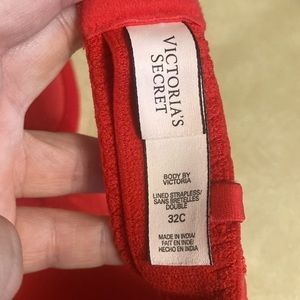 VICTORIA'S
SECRET
BODY BY
VICTORIA
LINED STRAPLESS/
SANS BRETELLES
DOUBLE
32C
MADE IN INDIA/
FAIT EN INDE/
HECHO EN INDIA